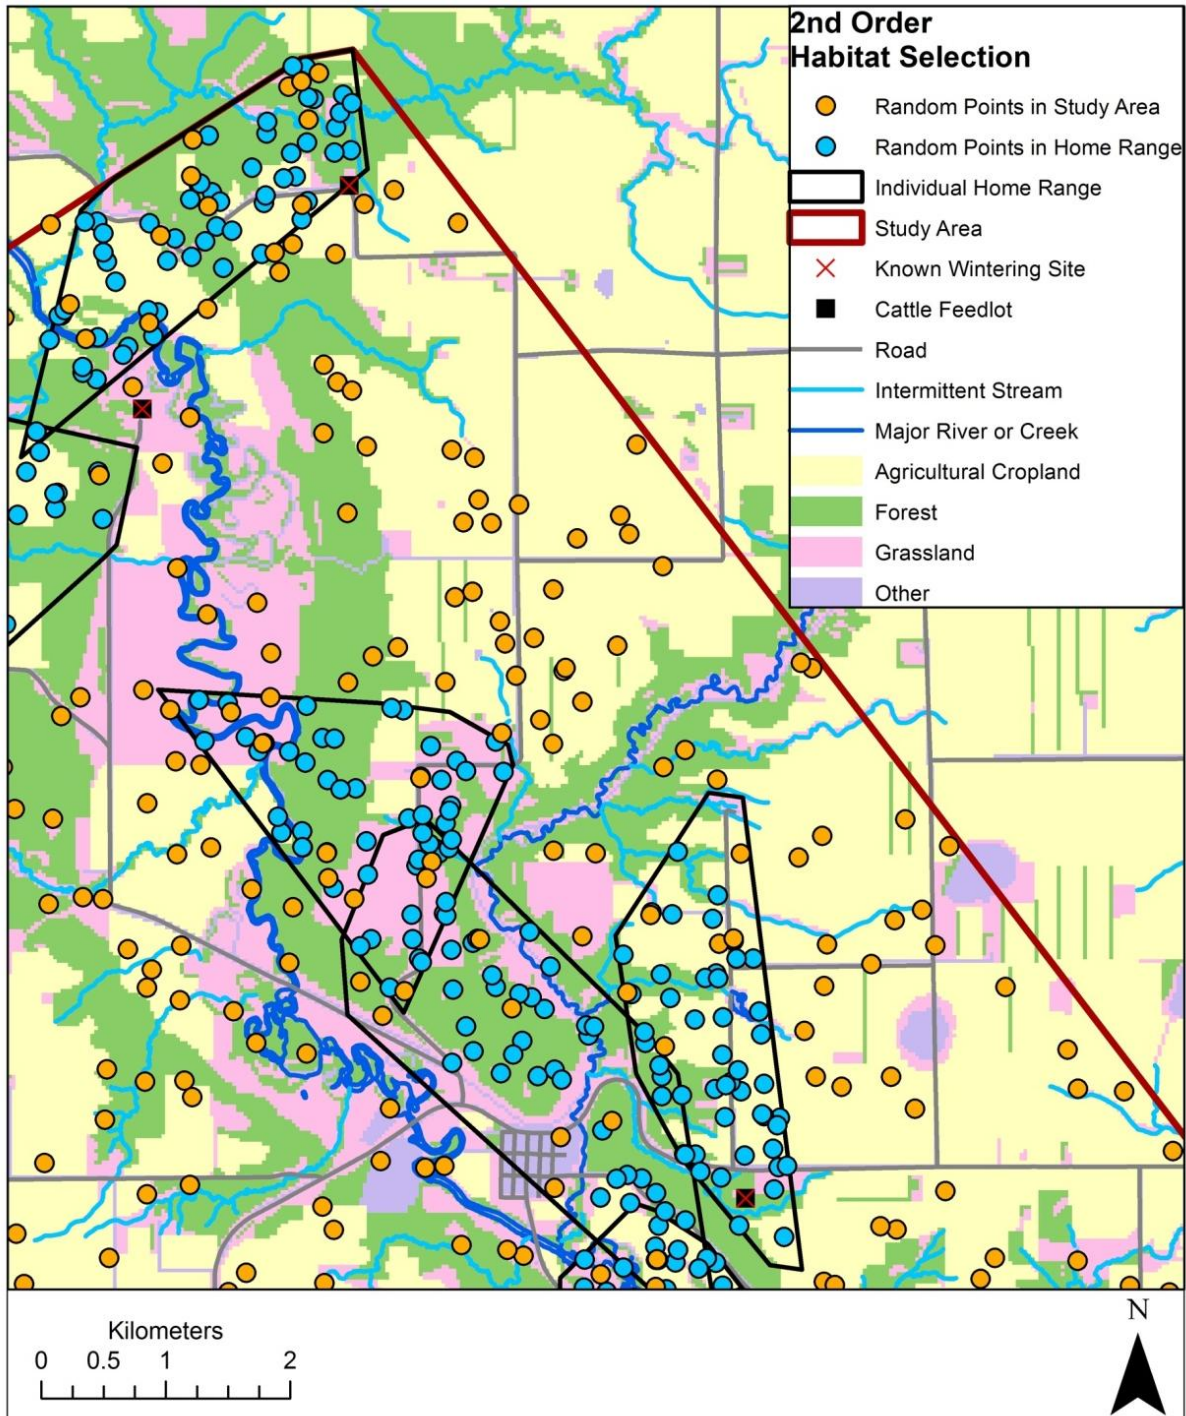 2nd Order
Habitat Selection
Random Points in Study Area
Random Points in Home Range
Individual Home Range
Study Area
Known Wintering Site
Cattle Feedlot
Road
Intermittent Stream
Major River or Creek
Agricultural Cropland
Forest
Grassland
Other
Kilometers
0 0.5 1 2
N